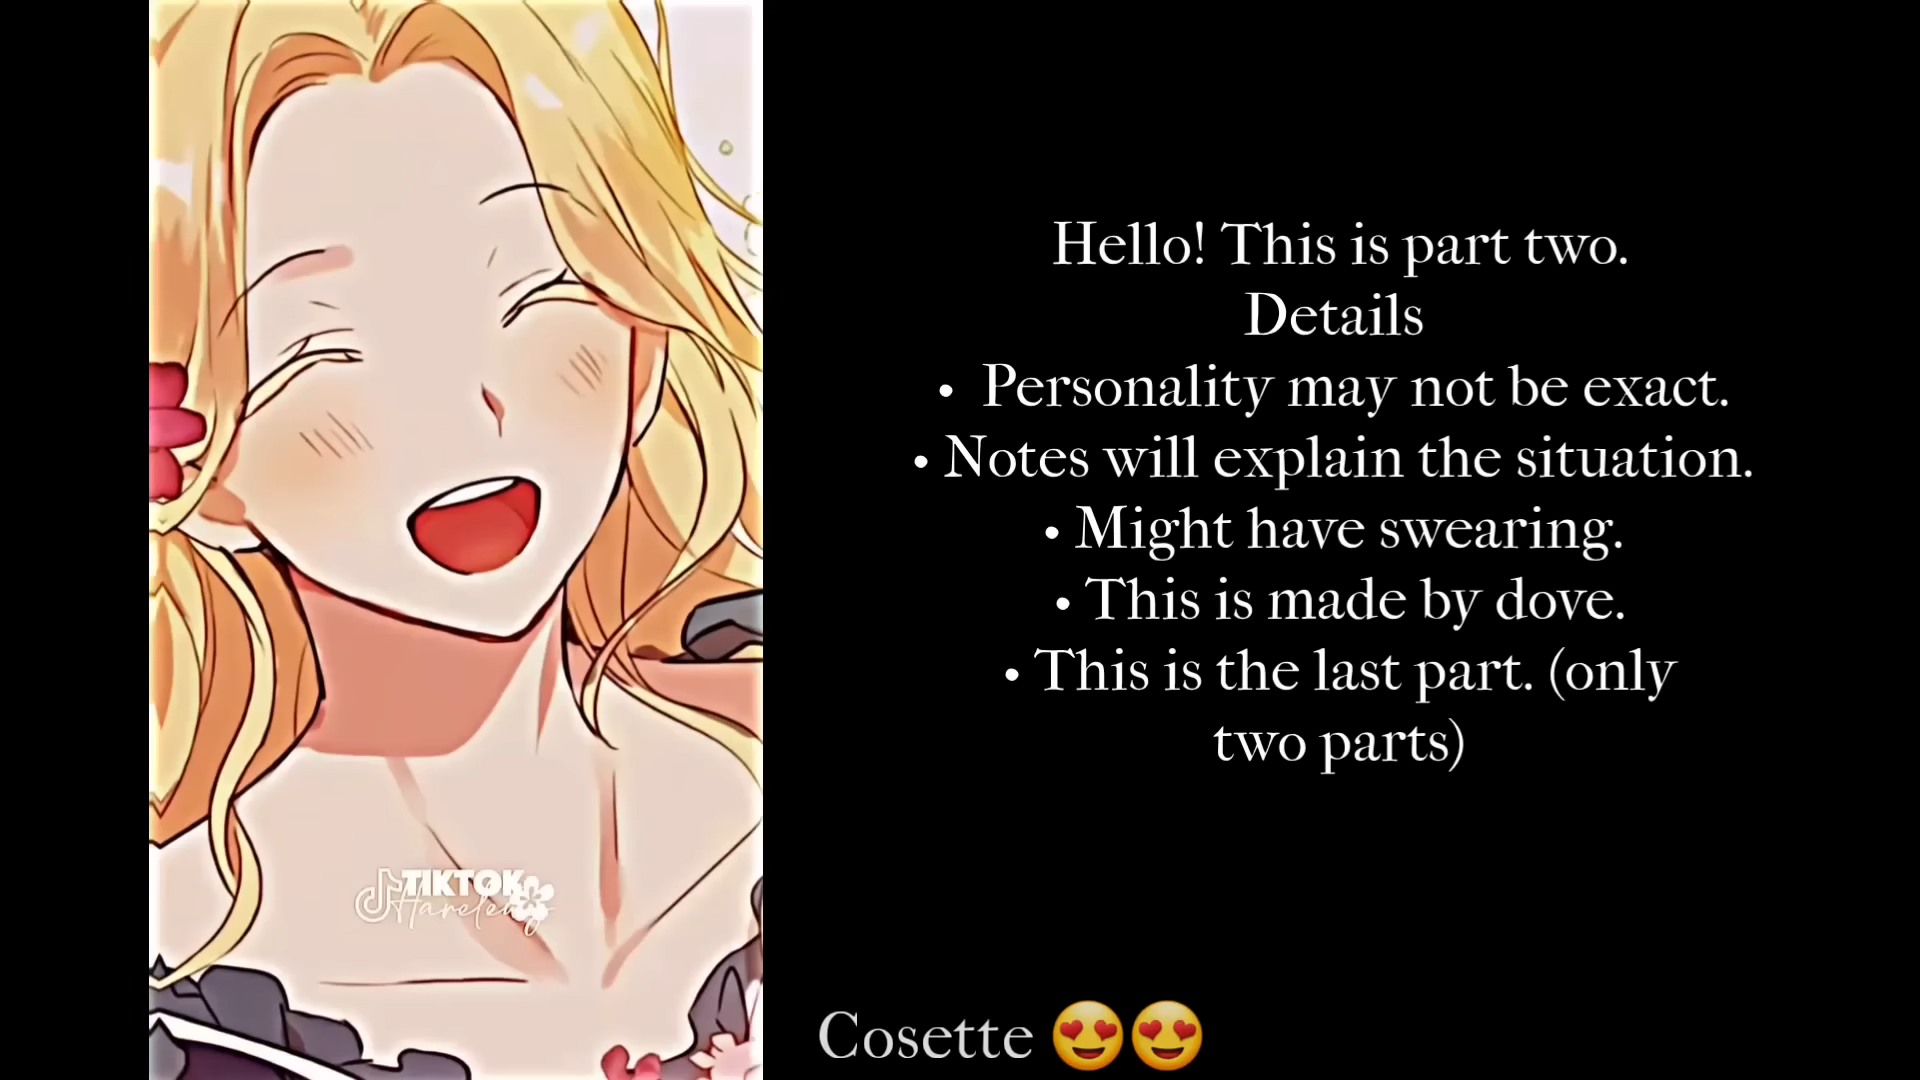 Hello! This is part two.
Details
• Personality may not be exact.
• Notes will explain the situation.
• Might have swearing.
• This is made by dove.
• This is the last part. (only
two parts)
TIKTOK
Cosette 😍😍